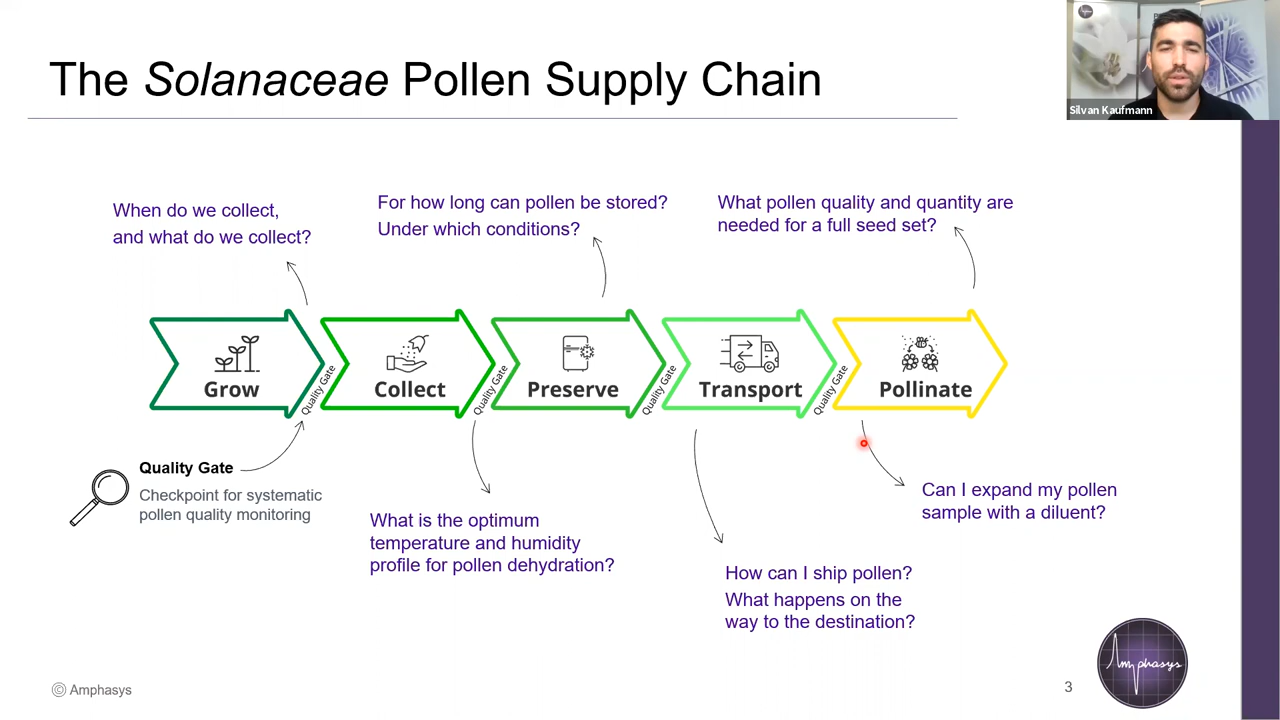 The Solanaceae Pollen Supply Chain
Silvan Kaufmann
When do we collect,
and what do we collect?
For how long can pollen be stored?
Under which conditions?
What pollen quality and quantity are
needed for a full seed set?
Grow
Quality Gate
Collect
Quality Gate
Preserve
Quality Gate
Transport
Quality Gate
Pollinate
Quality Gate
Checkpoint for systematic
pollen quality monitoring
What is the optimum
temperature and humidity
profile for pollen dehydration?
How can I ship pollen?
What happens on the
way to the destination?
Can I expand my pollen
sample with a diluent?
© Amphasys
3
Amphasys